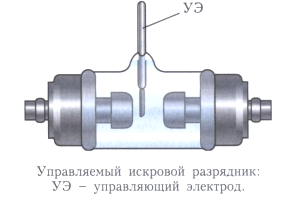 УЭ
Управляемый искровой разрядник:
УЭ – управляющий электрод.